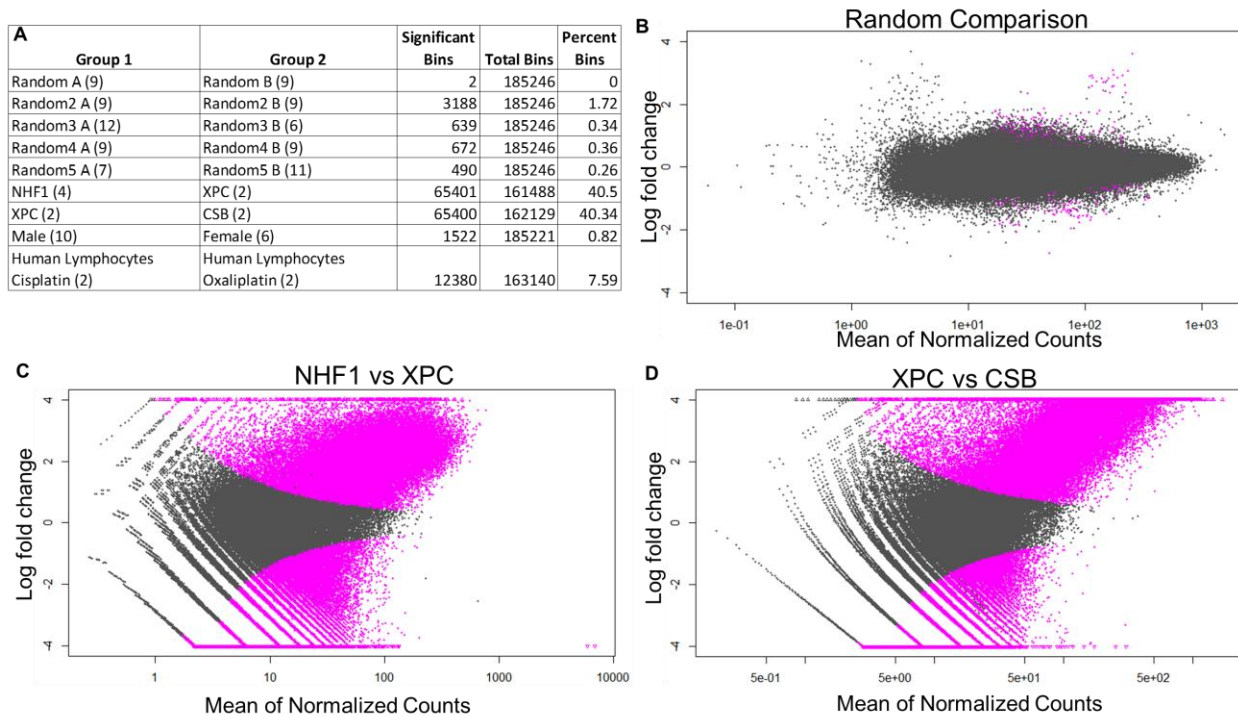 A
Group 1 Group 2 Significant Bins Total Bins Percent Bins
Random A (9) Random B (9) 2 185246 0
Random2 A (9) Random2 B (9) 3188 185246 1.72
Random3 A (12) Random3 B (6) 639 185246 0.34
Random4 A (9) Random4 B (9) 672 185246 0.36
Random5 A (7) Random5 B (11) 490 185246 0.26
NHF1 (4) XPC (2) 65401 161488 40.5
XPC (2) CSB (2) 65400 162129 40.34
Male (10) Female (6) 1522 185221 0.82
Human Lymphocytes Human Lymphocytes
Cisplatin (2) Oxaliplatin (2) 12380 163140 7.59
B Random Comparison
Log fold change
4
2
0
-2
-4
1e-01 1e+00 1e+01 1e+02 1e+03
Mean of Normalized Counts
C NHF1 vs XPC
Log fold change
4
2
0
-2
-4
1 10 100 1000 10000
Mean of Normalized Counts
D XPC vs CSB
Log fold change
4
2
0
-2
-4
5e-01 5e+00 5e+01 5e+02
Mean of Normalized Counts